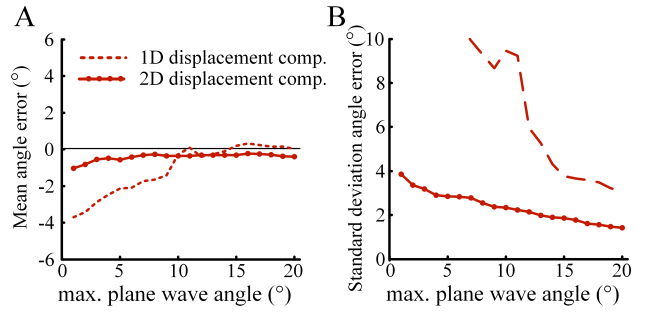 A
Mean angle error (°)
6
4
2
0
-2
-4
-6
1D displacement comp.
2D displacement comp.
0
5
10
15
20
max. plane wave angle (°)
B
Standard deviation angle error(°)
10
8
6
4
2
0
0
5
10
15
20
max. plane wave angle (°)